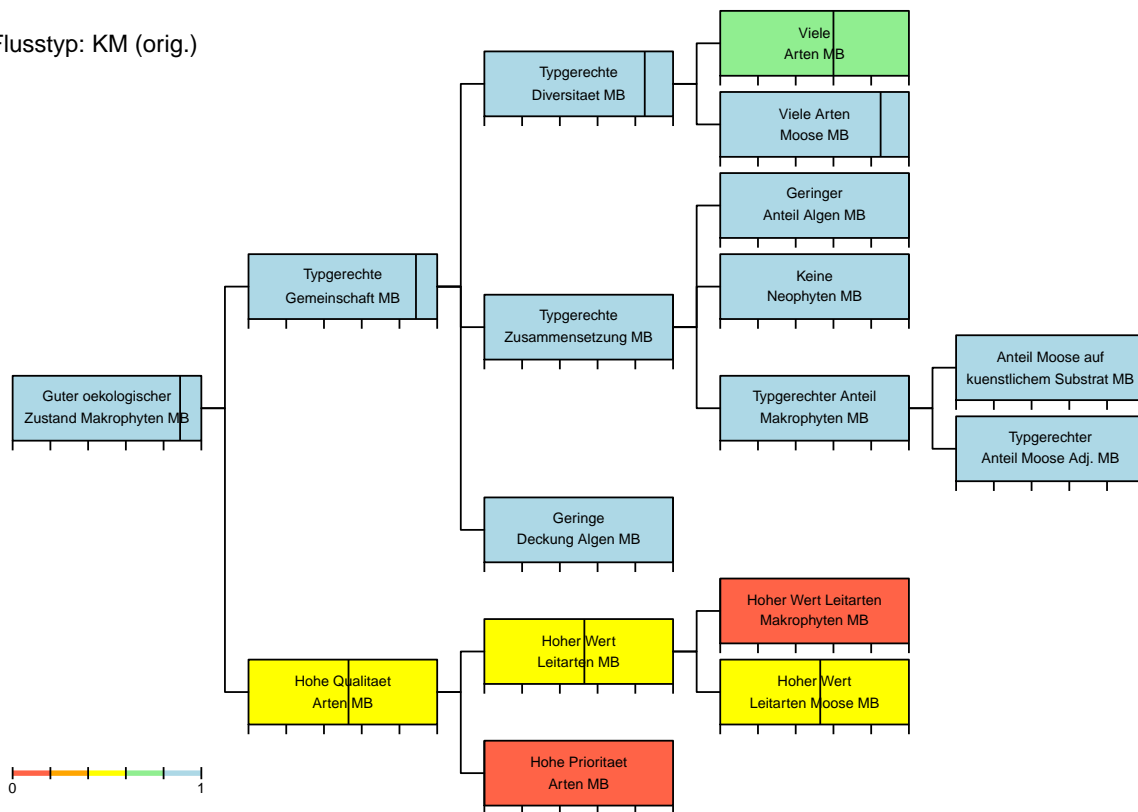 Flusstyp: KM (orig.)
Viele
Arten MB
Typgerechte
Diversitaet MB
Viele Arten
Moose MB
Geringer
Anteil Algen MB
Typgerechte
Gemeinschaft MB
Keine
Neophyten MB
Typgerechte
Zusammensetzung MB
Anteil Moose auf
kuenstlichem Substrat MB
Guter oekologischer
Zustand Makrophyten MB
Typgerechter Anteil
Makrophyten MB
Typgerechter
Anteil Moose Adj. MB
Geringe
Deckung Algen MB
Hoher Wert Leitarten
Makrophyten MB
Hoher Wert
Leitarten MB
Hohe Qualitaet
Arten MB
Hoher Wert
Leitarten Moose MB
Hohe Prioritaet
Arten MB
0 1